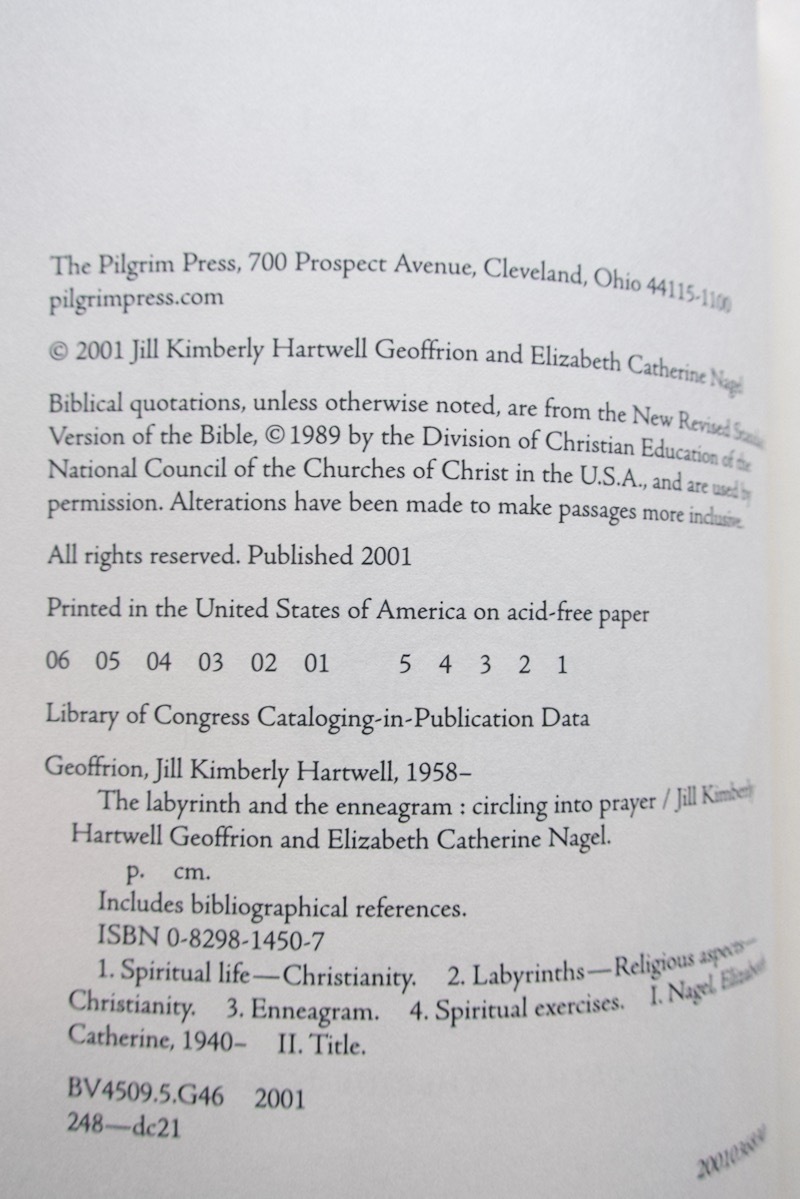 The Pilgrim Press, 700 Prospect Avenue, Cleveland, Ohio 44115-1100
pilgrimpress.com
© 2001 Jill Kimberly Hartwell Geoffrion and Elizabeth Catherine Nagel
Biblical quotations, unless otherwise noted, are from the New Revised Standard
Version of the Bible, © 1989 by the Division of Christian Education of the
National Council of the Churches of Christ in the U.S.A., and are used by
permission. Alterations have been made to make passages more inclusive.
All rights reserved. Published 2001
Printed in the United States of America on acid-free paper
06 05 04 03 02 01 5 4 3 2 1
Library of Congress Cataloging-in-Publication Data
Geoffrion, Jill Kimberly Hartwell, 1958–
The labyrinth and the enneagram : circling into prayer / Jill Kimberly
Hartwell Geoffrion and Elizabeth Catherine Nagel.
p. cm.
Includes bibliographical references.
ISBN 0-8298-1450-7
1. Spiritual life—Christianity. 2. Labyrinths—Religious aspects—
Christianity. 3. Enneagram. 4. Spiritual exercises. I. Nagel, Elizabeth
Catherine, 1940– II. Title.
BV4509.5.G46 2001
248—dc21